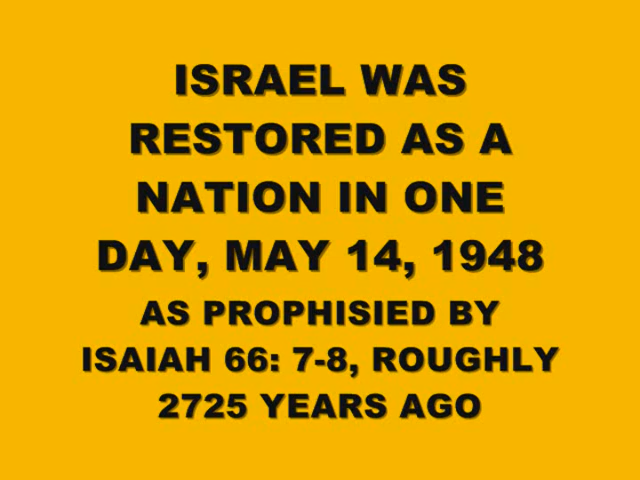 ISRAEL WAS
RESTORED AS A
NATION IN ONE
DAY, MAY 14, 1948
AS PROPHISIED BY
ISAIAH 66: 7-8, ROUGHLY
2725 YEARS AGO